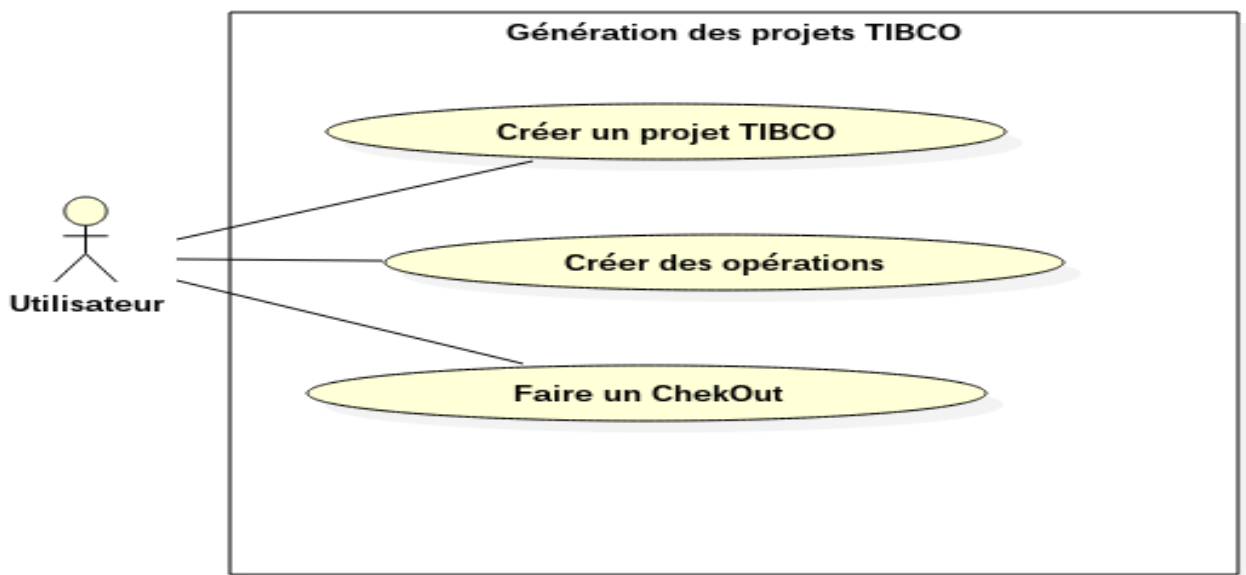 Génération des projets TIBCO
Créer un projet TIBCO
Créer des opérations
Utilisateur
Faire un ChekOut